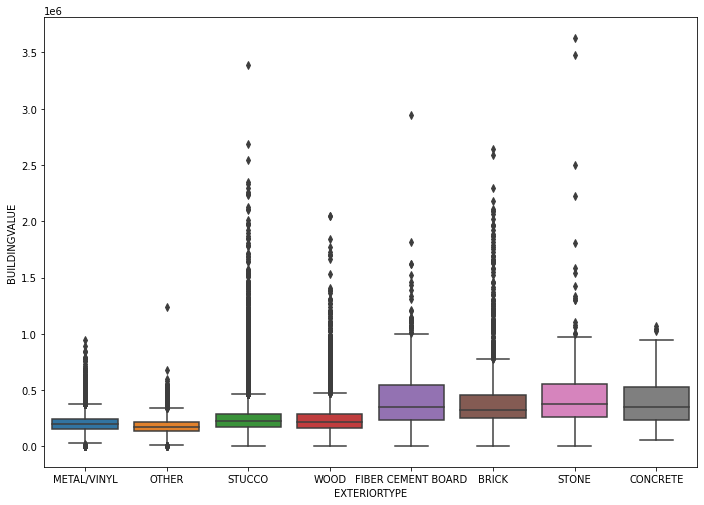 1e6
3.5
3.0
2.5
2.0
1.5
1.0
0.5
0.0
BUILDINGVALUE
METAL/VINYL OTHER STUCCO WOOD FIBER CEMENT BOARD BRICK STONE CONCRETE
EXTERIORTYPE